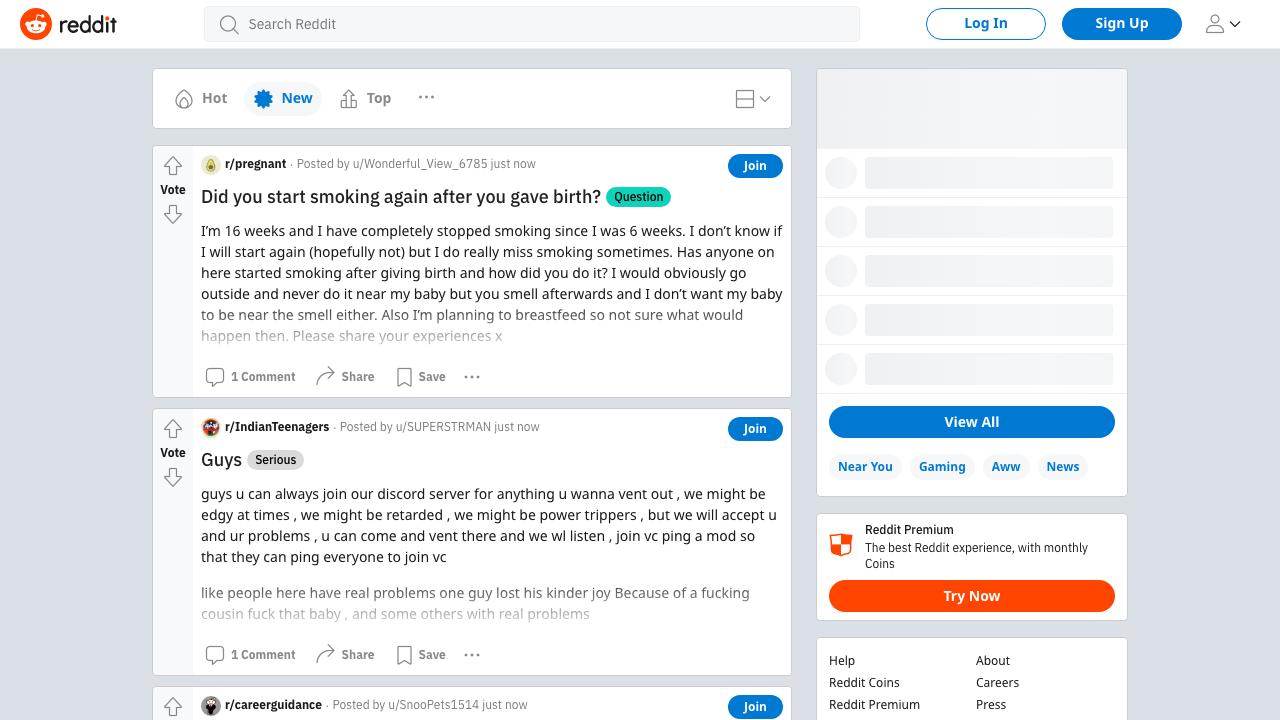 reddit
Search Reddit
Log In
Sign Up
Hot
New
Top
r/pregnant · Posted by u/Wonderful_View_6785 just now
Join
Vote
Did you start smoking again after you gave birth? Question
I’m 16 weeks and I have completely stopped smoking since I was 6 weeks. I don’t know if
I will start again (hopefully not) but I do really miss smoking sometimes. Has anyone on
here started smoking after giving birth and how did you do it? I would obviously go
outside and never do it near my baby but you smell afterwards and I don’t want my baby
to be near the smell either. Also I’m planning to breastfeed so not sure what would
happen then. Please share your experiences x
1 Comment
Share
Save
r/IndianTeenagers · Posted by u/SUPERSTRMAN just now
Join
Vote
Guys Serious
guys u can always join our discord server for anything u wanna vent out , we might be
edgy at times , we might be retarded , we might be power trippers , but we will accept u
and ur problems , u can come and vent there and we wl listen , join vc ping a mod so
that they can ping everyone to join vc
like people here have real problems one guy lost his kinder joy Because of a fucking
cousin fuck that baby , and some others with real problems
1 Comment
Share
Save
r/careerguidance · Posted by u/SnooPets1514 just now
Join
View All
Near You
Gaming
Aww
News
Reddit Premium
The best Reddit experience, with monthly
Coins
Try Now
Help
About
Reddit Coins
Careers
Reddit Premium
Press